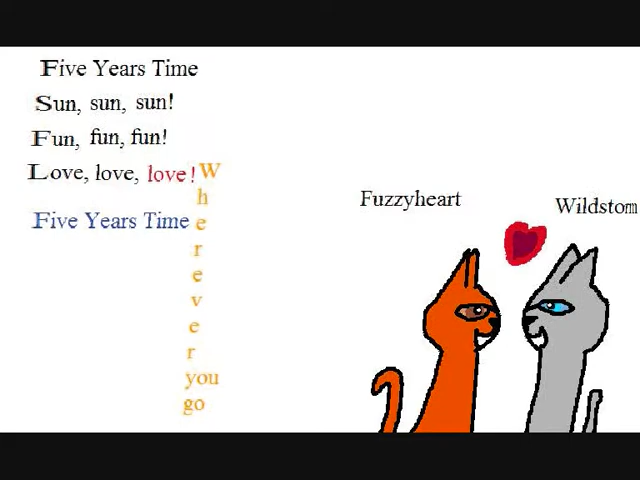 Five Years Time
Sun, sun, sun!
Fun, fun, fun!
Love, love, love!
Five Years Time
Wherever
you
go
Fuzzyheart
Wildstom